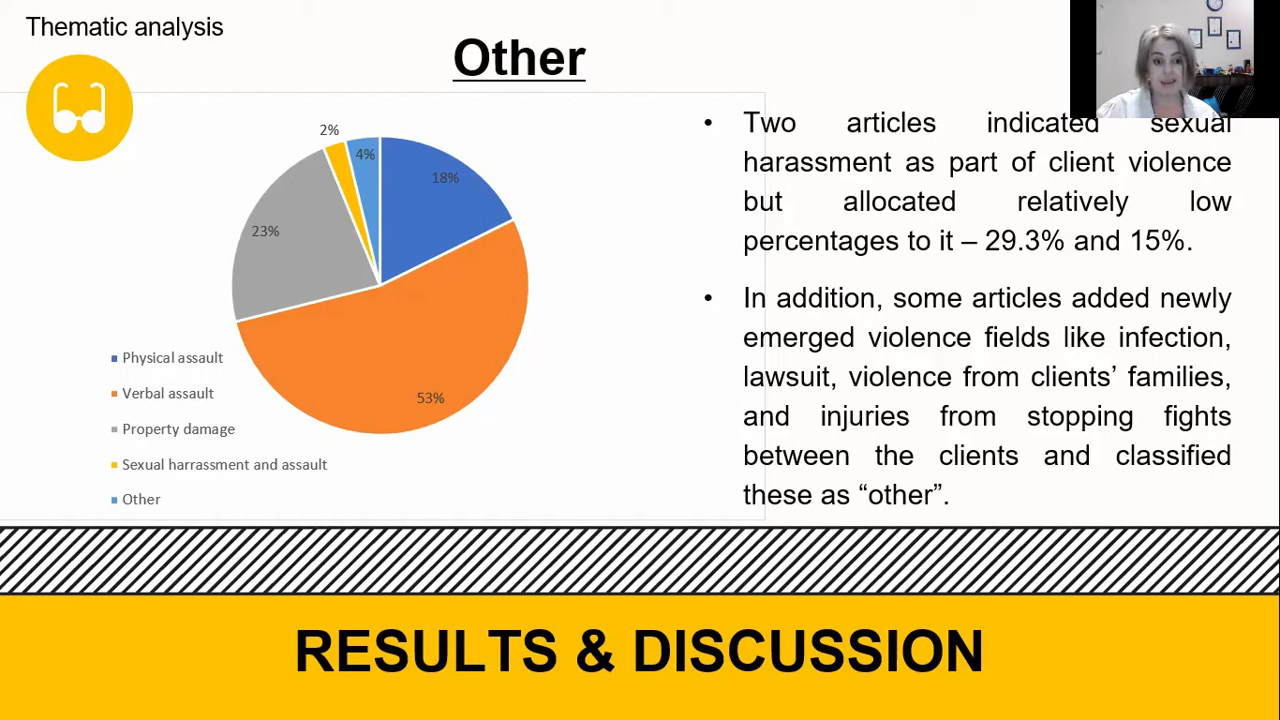 Thematic analysis
Other
2%
4%
18%
23%
53%
Physical assault
Verbal assault
Property damage
Sexual harrassment and assault
Other
• Two articles indicated sexual
harassment as part of client violence
but allocated relatively low
percentages to it – 29.3% and 15%.
• In addition, some articles added newly
emerged violence fields like infection,
lawsuit, violence from clients’ families,
and injuries from stopping fights
between the clients and classified
these as “other”.
RESULTS & DISCUSSION